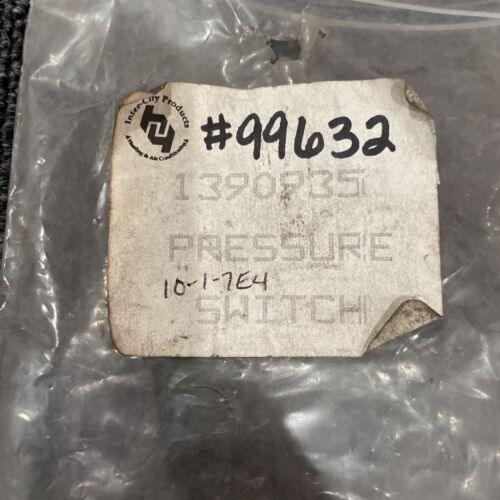 Inter-City Products
Heating & Air Conditioning
#99632
1390935
PRESSURE
10-1-7E4
SWITCH